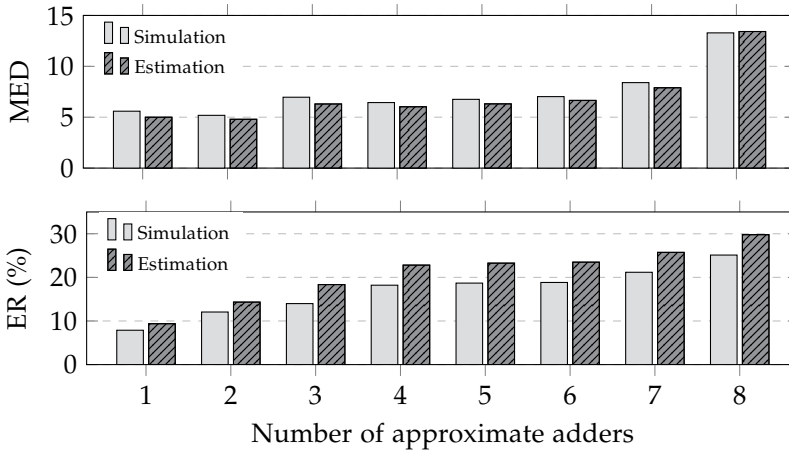 15
10
5
0
MED
Simulation
Estimation
30
20
10
0
ER (%)
Simulation
Estimation
1 2 3 4 5 6 7 8
Number of approximate adders